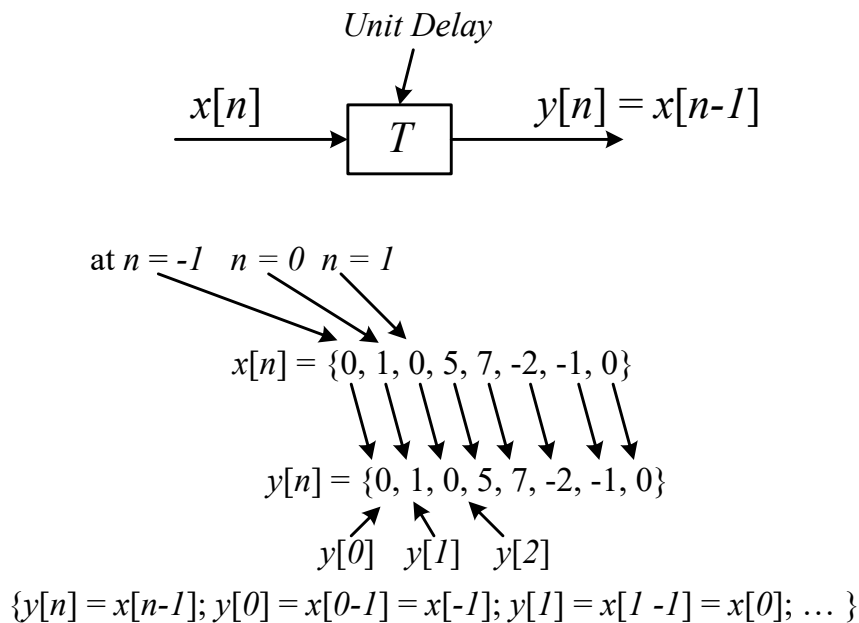 Unit Delay
x[n] T y[n] = x[n-1]
at n = -1 n = 0 n = 1
x[n] = {0, 1, 0, 5, 7, -2, -1, 0}
y[n] = {0, 1, 0, 5, 7, -2, -1, 0}
y[0] y[1] y[2]
{y[n] = x[n-1]; y[0] = x[0-1] = x[-1]; y[1] = x[1 -1] = x[0]; … }